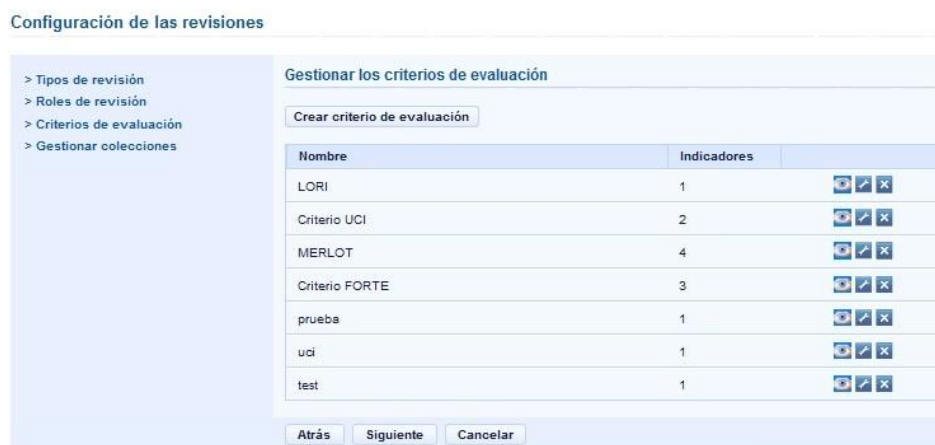 Configuración de las revisiones
> Tipos de revisión
> Roles de revisión
> Criterios de evaluación
> Gestionar colecciones
Gestionar los criterios de evaluación
Crear criterio de evaluación
Nombre Indicadores
LORI 1
Criterio UCI 2
MERLOT 4
Criterio FORTE 3
prueba 1
uci 1
test 1
Atrás Siguiente Cancelar